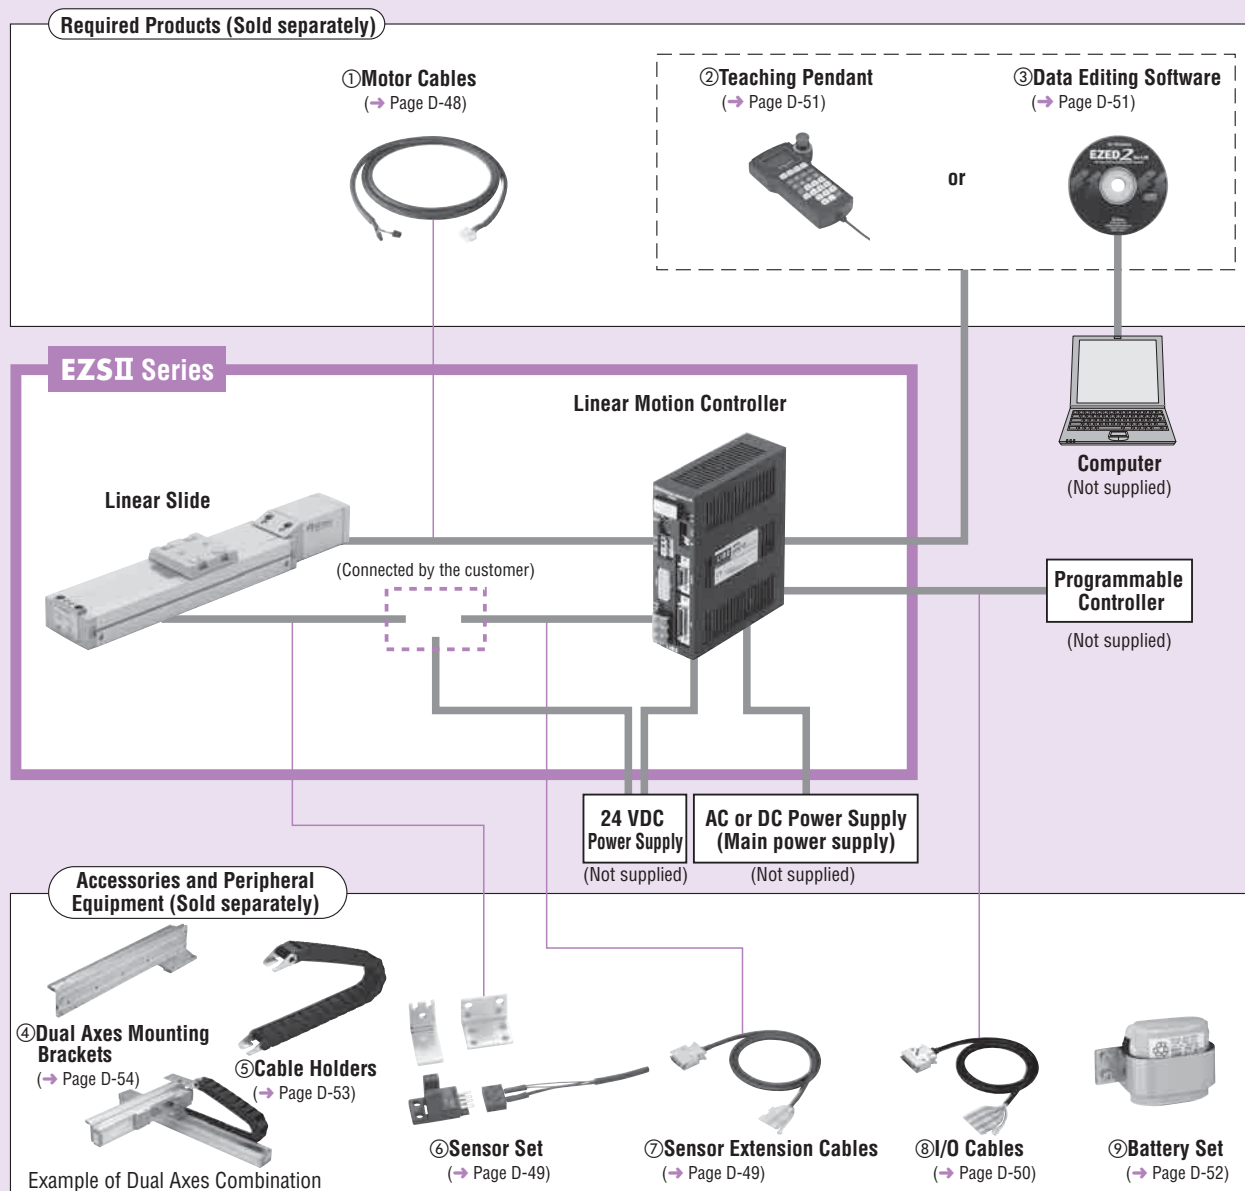 Required Products (Sold separately)
①Motor Cables
(➜ Page D-48)
②Teaching Pendant
(➜ Page D-51)
or
③Data Editing Software
(➜ Page D-51)
EZED2
EZSⅡ Series
Linear Motion Controller
Linear Slide
(Connected by the customer)
Computer
(Not supplied)
Programmable
Controller
(Not supplied)
24 VDC
Power Supply
(Not supplied)
AC or DC Power Supply
(Main power supply)
(Not supplied)
Accessories and Peripheral
Equipment (Sold separately)
④Dual Axes Mounting
Brackets
(➜ Page D-54)
⑤Cable Holders
(➜ Page D-53)
Example of Dual Axes Combination
⑥Sensor Set
(➜ Page D-49)
⑦Sensor Extension Cables
(➜ Page D-49)
⑧I/O Cables
(➜ Page D-50)
⑨Battery Set
(➜ Page D-52)